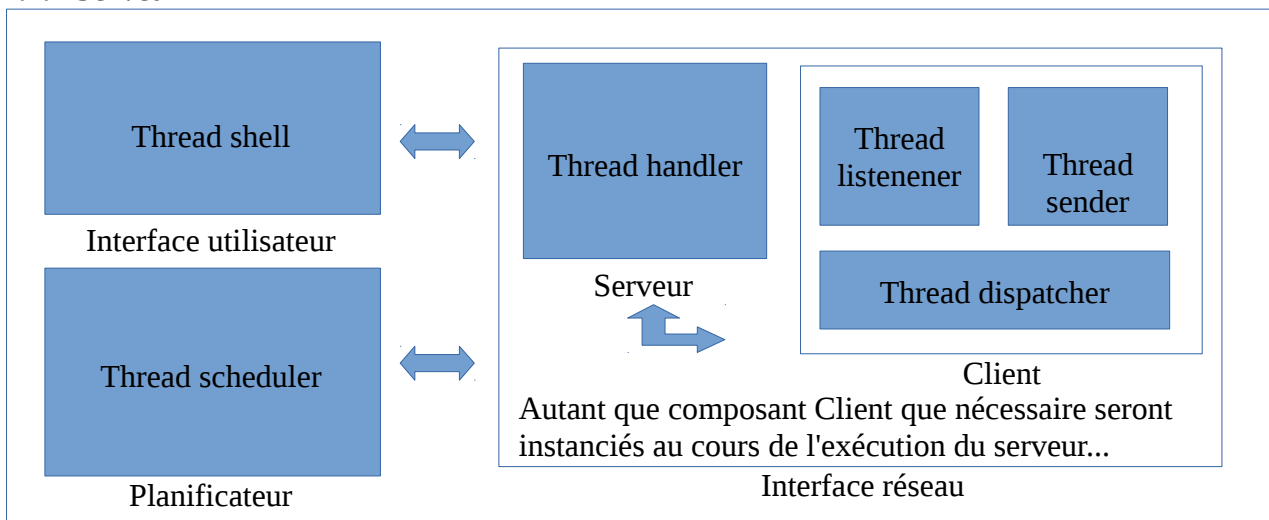 Thread shell
Interface utilisateur
Thread scheduler
Planificateur
Thread handler
Serveur
Thread
listenener
Thread
sender
Thread dispatcher
Client
Autant que composant Client que nécessaire seront
instanciés au cours de l'exécution du serveur...
Interface réseau